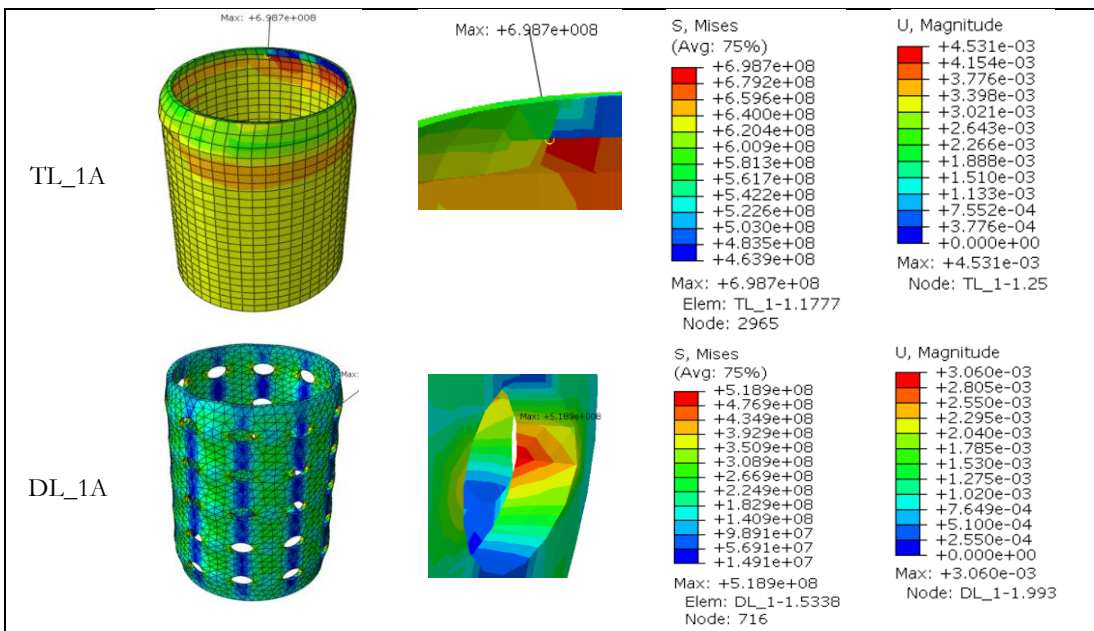 Max: +6.987e+008
Max: +6.987e+008
TL_1A
S, Mises
(Avg: 75%)
+6.987e+08
+6.792e+08
+6.596e+08
+6.400e+08
+6.204e+08
+6.009e+08
+5.813e+08
+5.617e+08
+5.422e+08
+5.226e+08
+5.030e+08
+4.835e+08
+4.639e+08
Max: +6.987e+08
Elem: TL_1-1.1777
Node: 2965
U, Magnitude
+4.531e-03
+4.154e-03
+3.776e-03
+3.398e-03
+3.021e-03
+2.643e-03
+2.266e-03
+1.888e-03
+1.510e-03
+1.133e-03
+7.552e-04
+3.776e-04
+0.000e+00
Max: +4.531e-03
Node: TL_1-1.25
DL_1A
Max:
Max: +5.189e+008
S, Mises
(Avg: 75%)
+5.189e+08
+4.769e+08
+4.349e+08
+3.929e+08
+3.509e+08
+3.089e+08
+2.669e+08
+2.249e+08
+1.829e+08
+1.409e+08
+9.891e+07
+5.691e+07
+1.491e+07
Max: +5.189e+08
Elem: DL_1-1.5338
Node: 716
U, Magnitude
+3.060e-03
+2.805e-03
+2.550e-03
+2.295e-03
+2.040e-03
+1.785e-03
+1.530e-03
+1.275e-03
+1.020e-03
+7.649e-04
+5.100e-04
+2.550e-04
+0.000e+00
Max: +3.060e-03
Node: DL_1-1.993